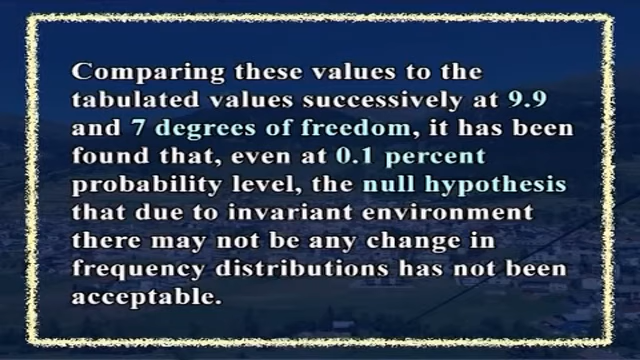 Comparing these values to the
tabulated values successively at 9.9
and 7 degrees of freedom, it has been
found that, even at 0.1 percent
probability level, the null hypothesis
that due to invariant environment
there may not be any change in
frequency distributions has not been
acceptable.